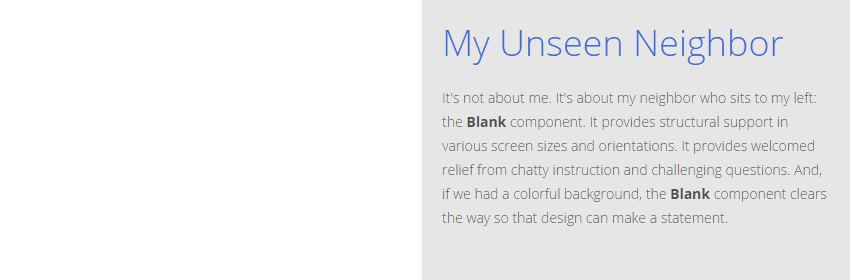 My Unseen Neighbor
It's not about me. It's about my neighbor who sits to my left:
the Blank component. It provides structural support in
various screen sizes and orientations. It provides welcomed
relief from chatty instruction and challenging questions. And,
if we had a colorful background, the Blank component clears
the way so that design can make a statement.